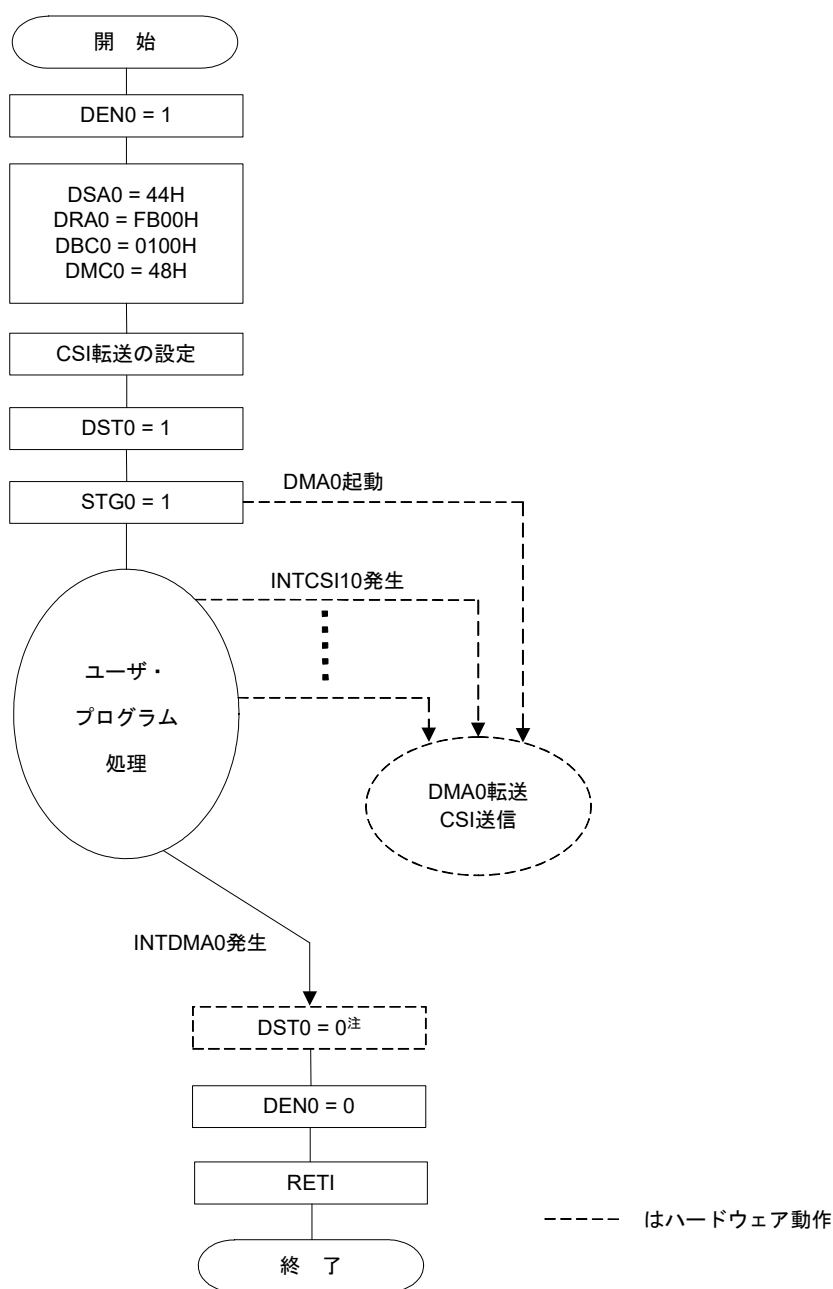 開 始
DEN0 = 1
DSA0 = 44H
DRA0 = FB00H
DBC0 = 0100H
DMC0 = 48H
CSI転送の設定
DST0 = 1
STG0 = 1
DMA0起動
INTCSI10発生
ユーザ・
プログラム
処理
DMA0転送
CSI送信
INTDMA0発生
DST0 = 0注
DEN0 = 0
RETI
はハードウェア動作
終 了